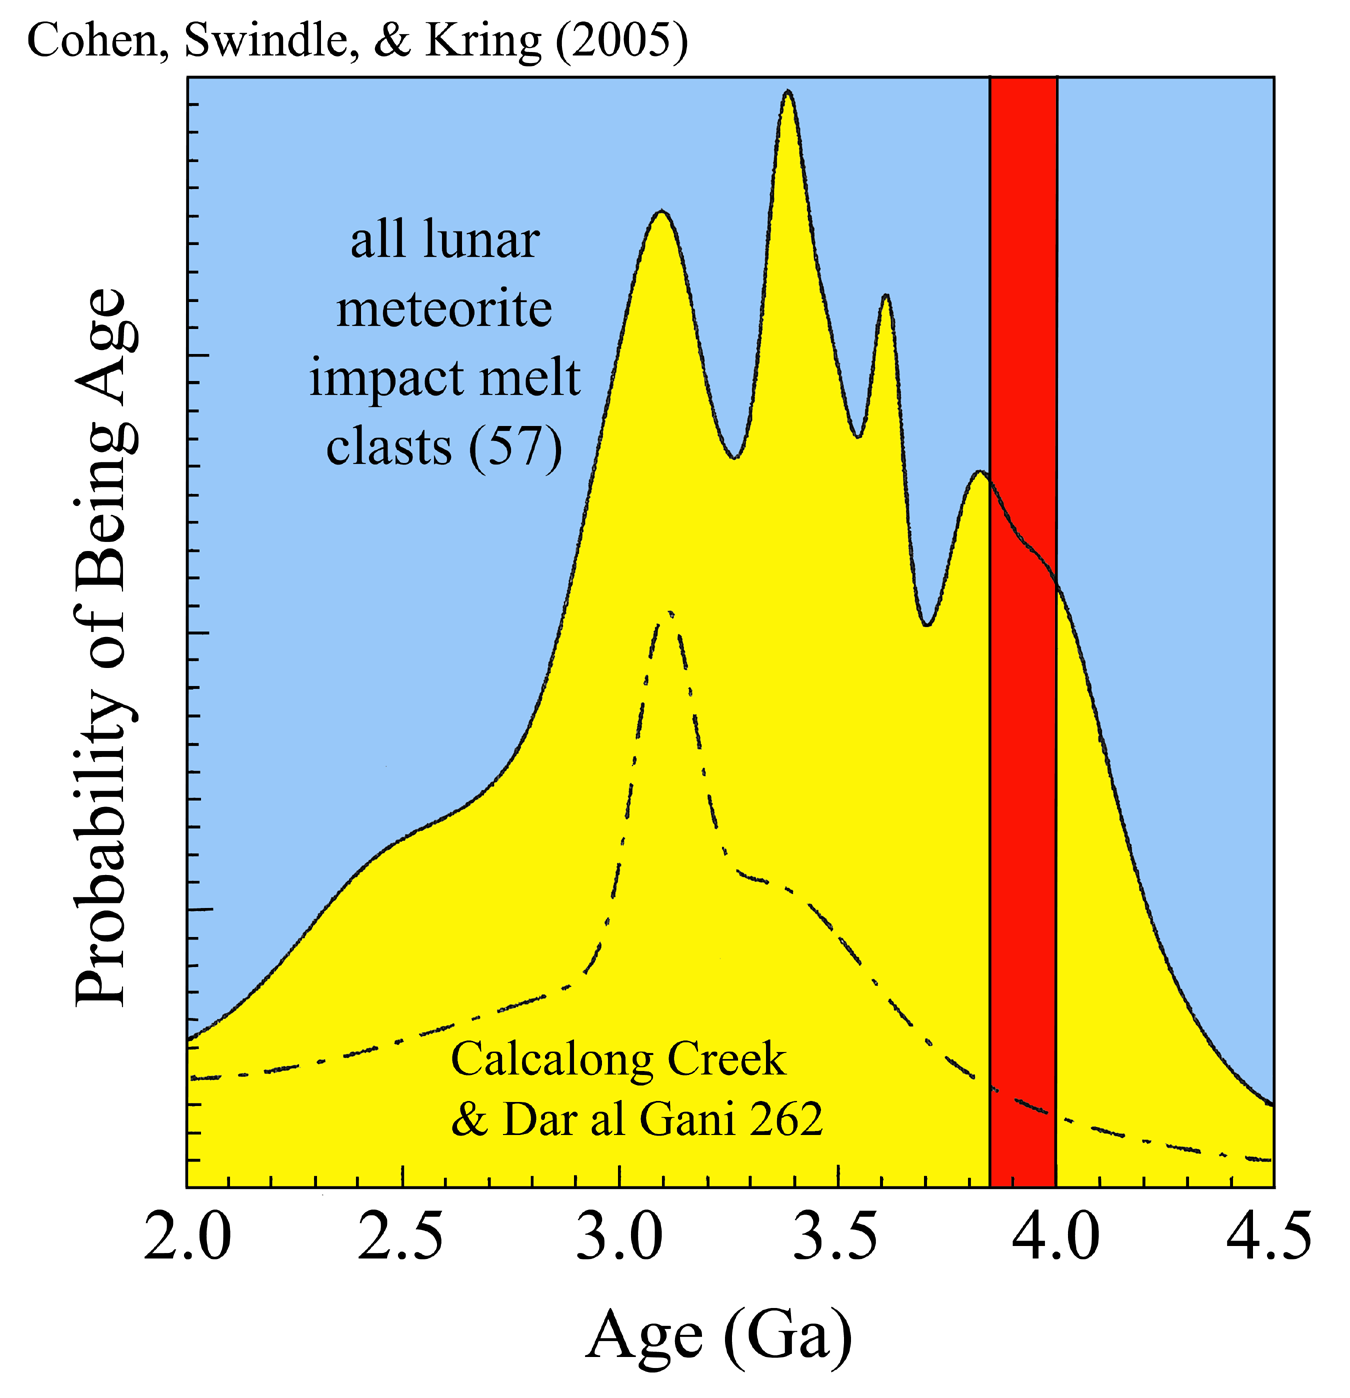 Cohen, Swindle, & Kring (2005)
all lunar
meteorite
impact melt
clasts (57)
Probability of Being Age
Calcalong Creek
& Dar al Gani 262
2.0 2.5 3.0 3.5 4.0 4.5
Age (Ga)